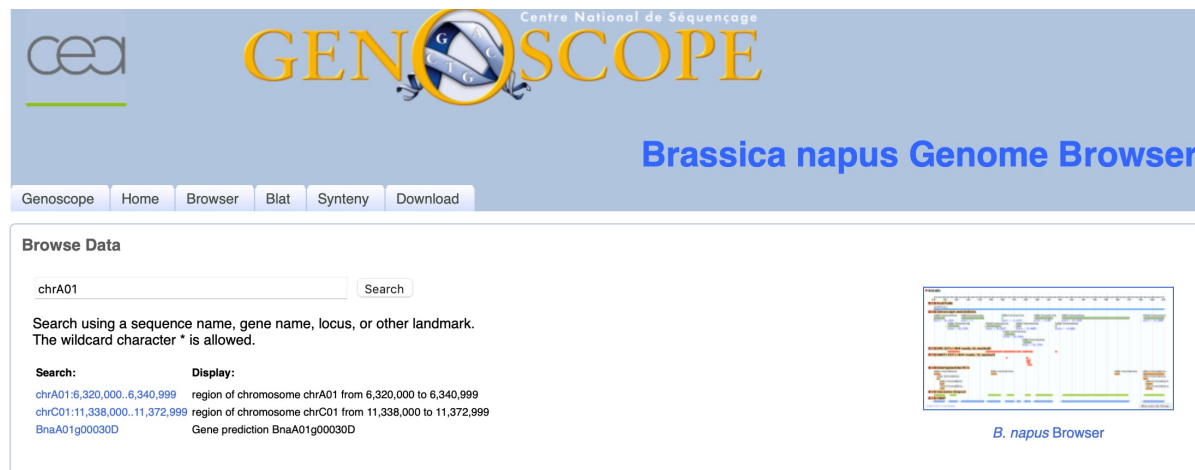 cea
Centre National de Séquençage
GENOSCOPE
G
A
C
C T G
Brassica napus Genome Browser
Genoscope Home Browser Blat Synteny Download
Browse Data
chrA01 Search
Search using a sequence name, gene name, locus, or other landmark.
The wildcard character * is allowed.
Search: Display:
chrA01:6,320,000..6,340,999 region of chromosome chrA01 from 6,320,000 to 6,340,999
chrC01:11,338,000..11,372,999 region of chromosome chrC01 from 11,338,000 to 11,372,999
BnaA01g00030D Gene prediction BnaA01g00030D
B. napus Browser